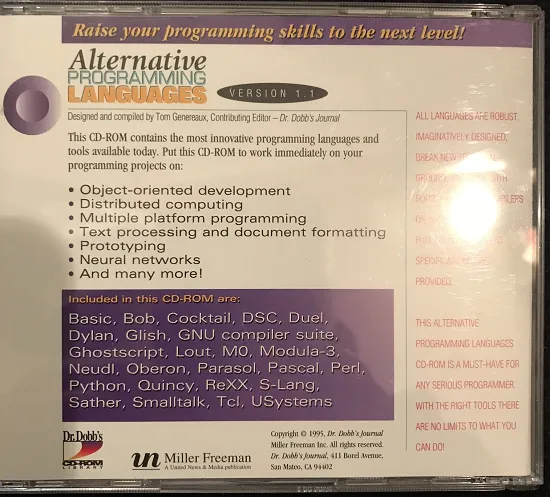 Raise your programming skills to the next level!
Alternative
PROGRAMMING
LANGUAGES
VERSION 1.1
Designed and compiled by Tom Genereaux, Contributing Editor – Dr. Dobb's Journal
This CD-ROM contains the most innovative programming languages and
tools available today. Put this CD-ROM to work immediately on your
programming projects on:
• Object-oriented development
• Distributed computing
• Multiple platform programming
• Text processing and document formatting
• Prototyping
• Neural networks
• And many more!
Included in this CD-ROM are:
Basic, Bob, Cocktail, DSC, Duel,
Dylan, Glish, GNU compiler suite,
Ghostscript, Lout, M0, Modula-3,
Neudl, Oberon, Parasol, Pascal, Perl,
Python, Quincy, ReXX, S-Lang,
Sather, Smalltalk, Tcl, USystems
Dr. Dobb's
CD-ROM
LIBRARY
un Miller Freeman
A United News & Media publication
Copyright © 1995, Dr. Dobb's Journal
Miller Freeman Inc. All rights reserved.
Dr. Dobb's Journal, 411 Borel Avenue,
San Mateo, CA 94402
ALL LANGUAGES ARE ROBUST,
IMAGINATIVELY DESIGNED,
BREAK NEW
OR
PROVIDED.
THIS ALTERNATIVE
PROGRAMMING LANGUAGES
CD-ROM IS A MUST-HAVE FOR
ANY SERIOUS PROGRAMMER.
WITH THE RIGHT TOOLS THERE
ARE NO LIMITS TO WHAT YOU
CAN DO!